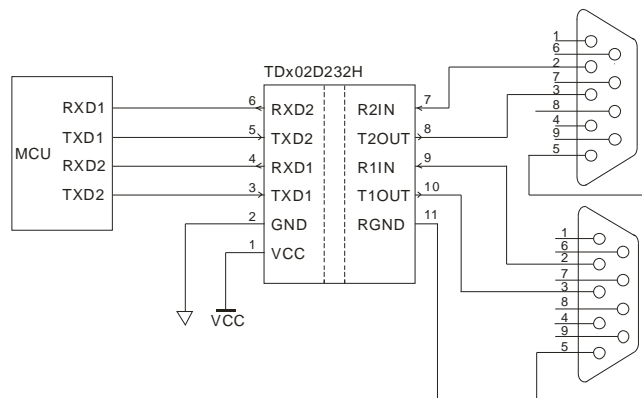 TDx02D232H
MCU
RXD1
TXD1
RXD2
TXD2
6
5
4
3
2
1
RXD2
TXD2
RXD1
TXD1
GND
VCC
R2IN
T2OUT
R1IN
T1OUT
RGND
7
8
9
10
11
VCC
1
6
2
7
3
8
4
9
5
1
6
2
7
3
8
4
9
5